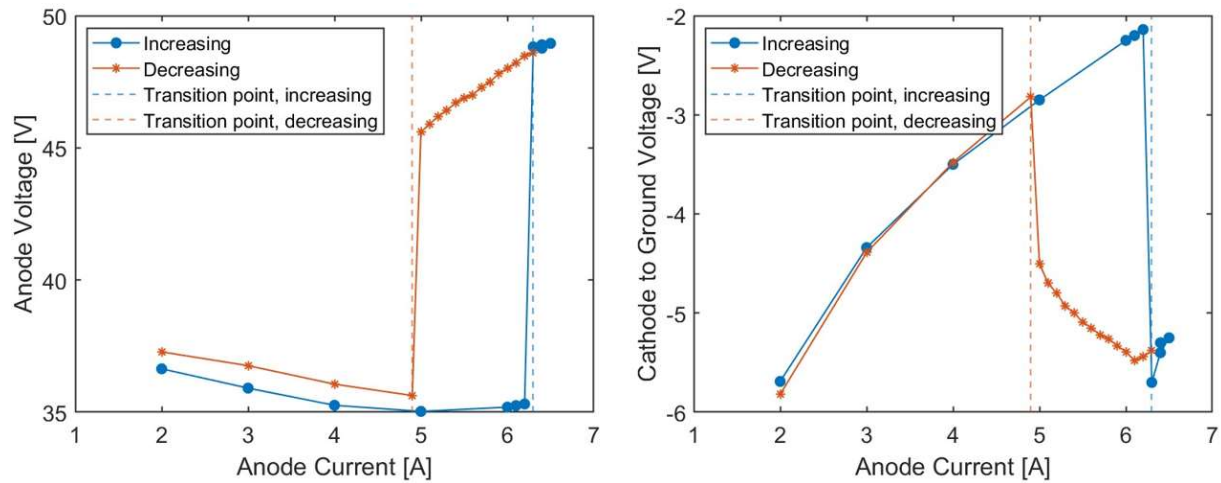 50
45
40
35
Anode Voltage [V]
Increasing
Decreasing
Transition point, increasing
Transition point, decreasing
1 2 3 4 5 6 7
Anode Current [A]
-2
-3
-4
-5
-6
Cathode to Ground Voltage [V]
Increasing
Decreasing
Transition point, increasing
Transition point, decreasing
1 2 3 4 5 6 7
Anode Current [A]